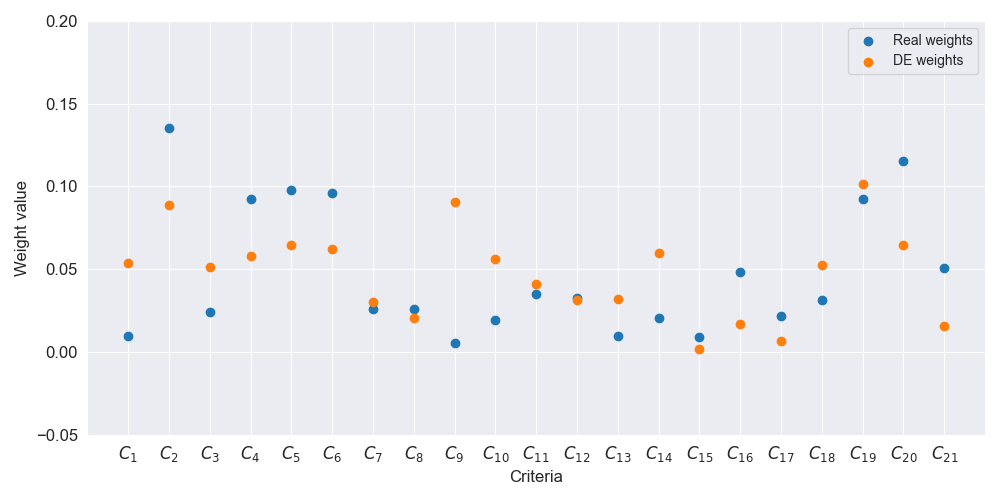 0.20
Real weights
DE weights
0.15
0.10
Weight value
0.05
0.00
−0.05
C₁ C₂ C₃ C₄ C₅ C₆ C₇ C₈ C₉ C₁₀ C₁₁ C₁₂ C₁₃ C₁₄ C₁₅ C₁₆ C₁₇ C₁₈ C₁₉ C₂₀ C₂₁
Criteria